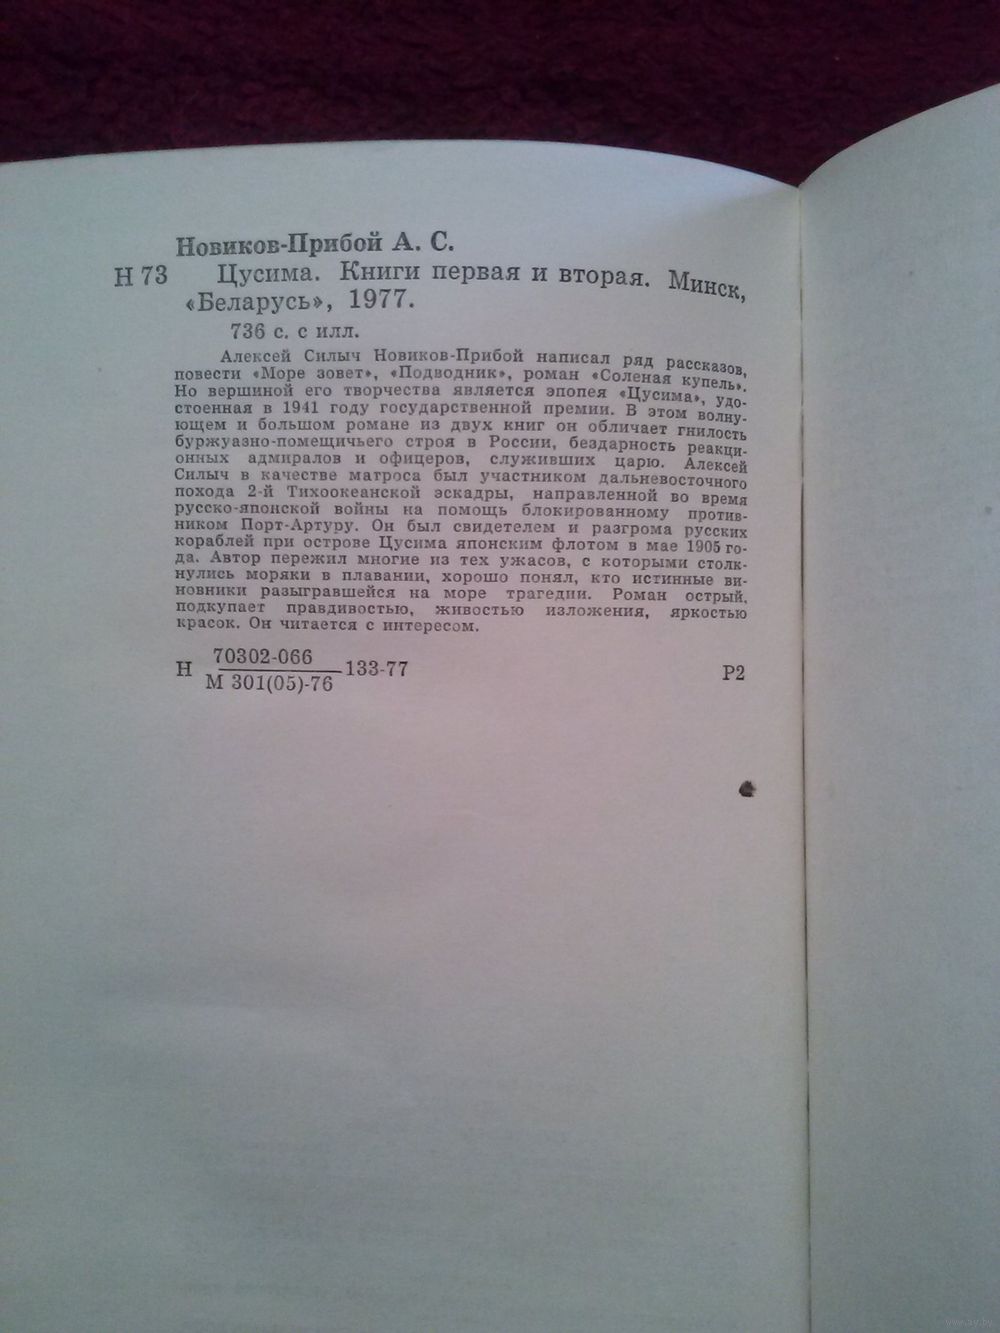 Новиков-Прибой А. С.
Н 73 Цусима. Книги первая и вторая. Минск,
«Беларусь», 1977.
736 с. с илл.
Алексей Силыч Новиков-Прибой написал ряд рассказов,
повести «Море зовет», «Подводник», роман «Соленая купель».
Но вершиной его творчества является эпопея «Цусима», удо-
стоенная в 1941 году государственной премии. В этом волну-
ющем и большом романе из двух книг он обличает гнилость
буржуазно-помещичьего строя в России, бездарность реакци-
онных адмиралов и офицеров, служивших царю. Алексей
Силыч в качестве матроса был участником дальневосточного
похода 2-й Тихоокеанской эскадры, направленной во время
русско-японской войны на помощь блокированному против-
ником Порт-Артуру. Он был свидетелем и разгрома русских
кораблей при острове Цусима японским флотом в мае 1905 го-
да. Автор пережил многие из тех ужасов, с которыми столк-
нулись моряки в плавании, хорошо понял, кто истинные ви-
новники разыгравшейся на море трагедии. Роман острый,
подкупает правдивостью, живостью изложения, яркостью
красок. Он читается с интересом.
70302-066
Н 133-77 Р2
М 301(05)-76
www.ay.by